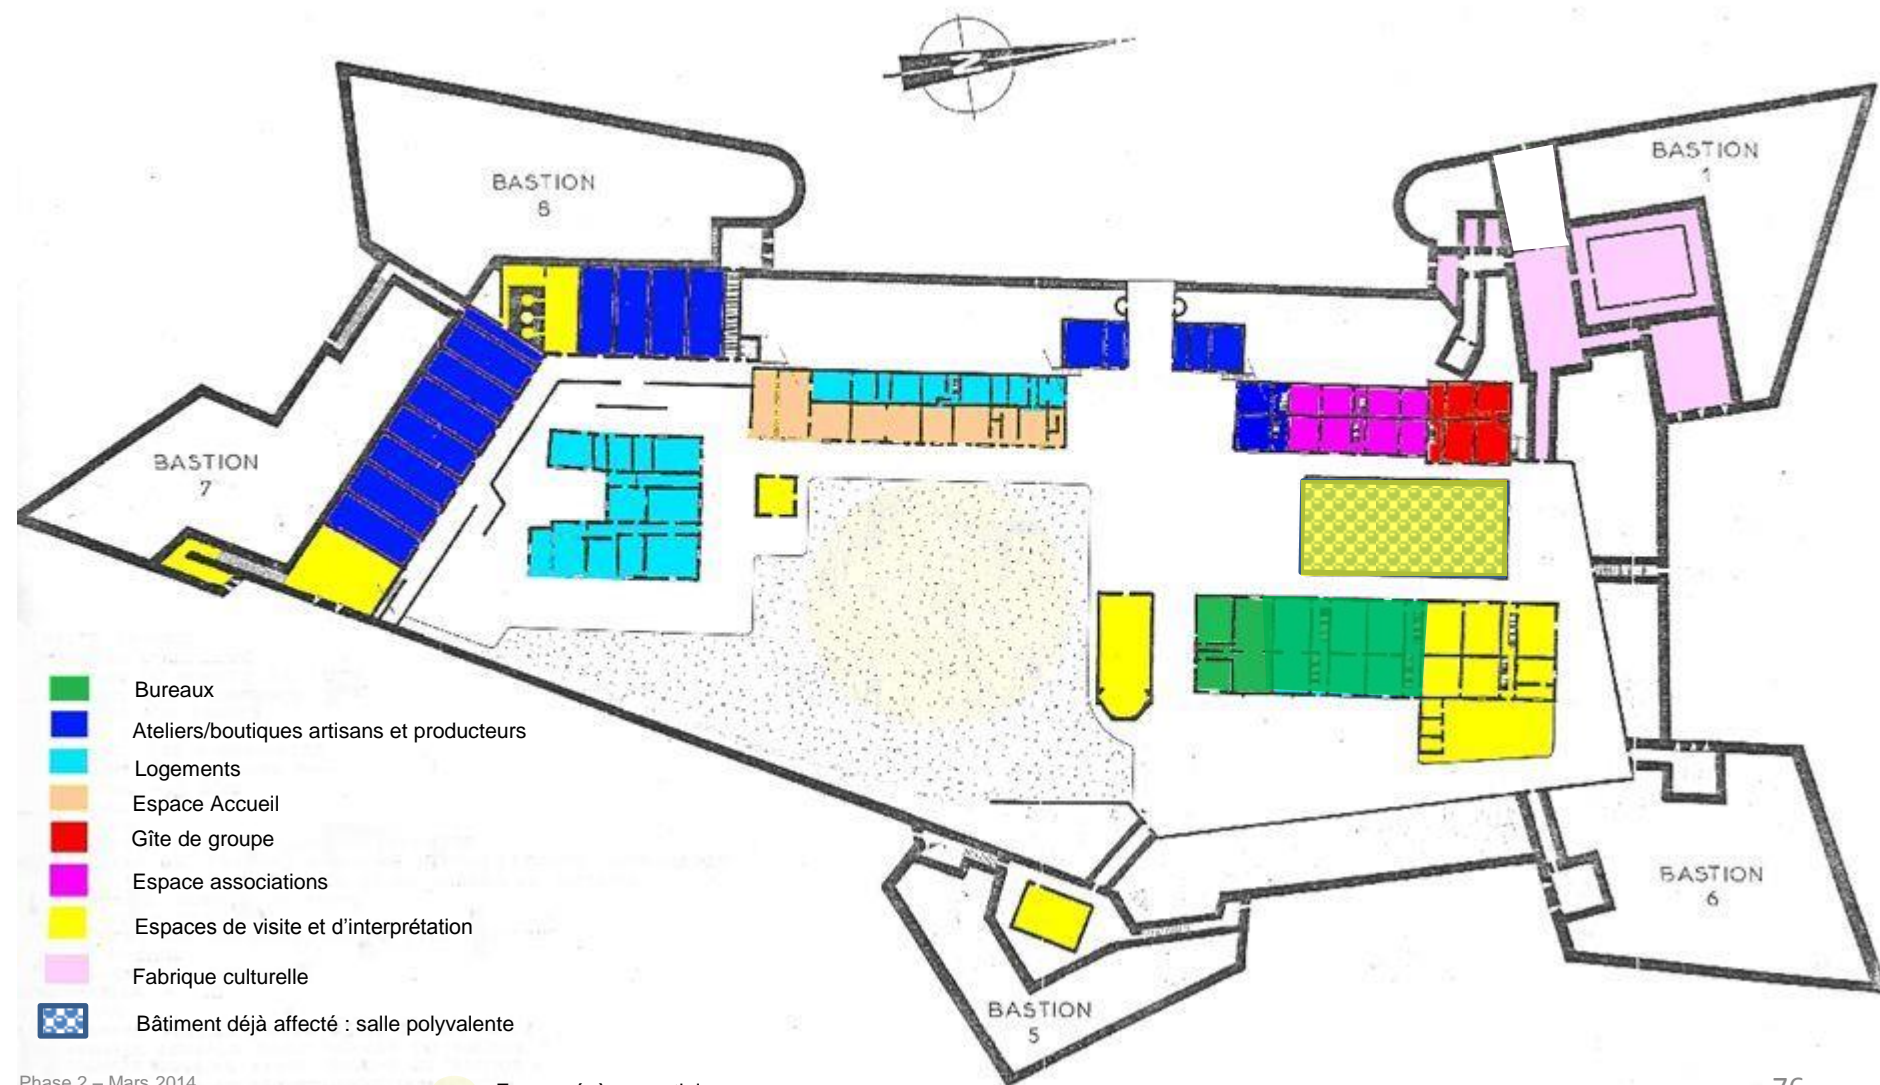 N
BASTION
8
BASTION
1
BASTION
7
BASTION
6
BASTION
5
Bureaux
Ateliers/boutiques artisans et producteurs
Logements
Espace Accueil
Gîte de groupe
Espace associations
Espaces de visite et d’interprétation
Fabrique culturelle
Bâtiment déjà affecté : salle polyvalente
Phase 2 – Mars 2014